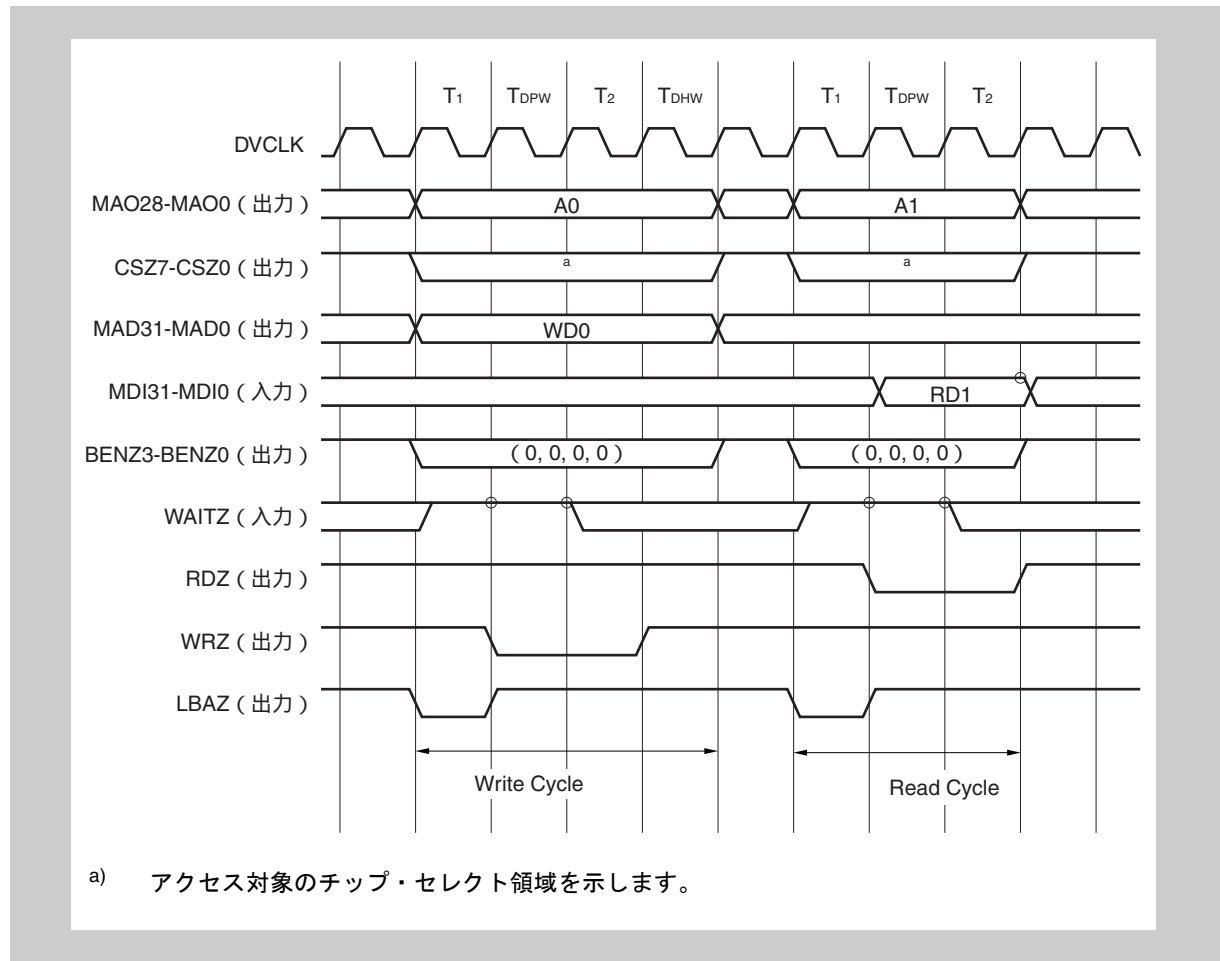 T1 TDPW T2 TDHW T1 TDPW T2
DVCLK
MAO28-MAO0（出力） A0 A1
CSZ7-CSZ0（出力） a a
MAD31-MAD0（出力） WD0
MDI31-MDI0（入力） RD1
BENZ3-BENZ0（出力） （0, 0, 0, 0） （0, 0, 0, 0）
WAITZ（入力）
RDZ（出力）
WRZ（出力）
LBAZ（出力）
Write Cycle Read Cycle
a) アクセス対象のチップ・セレクト領域を示します。